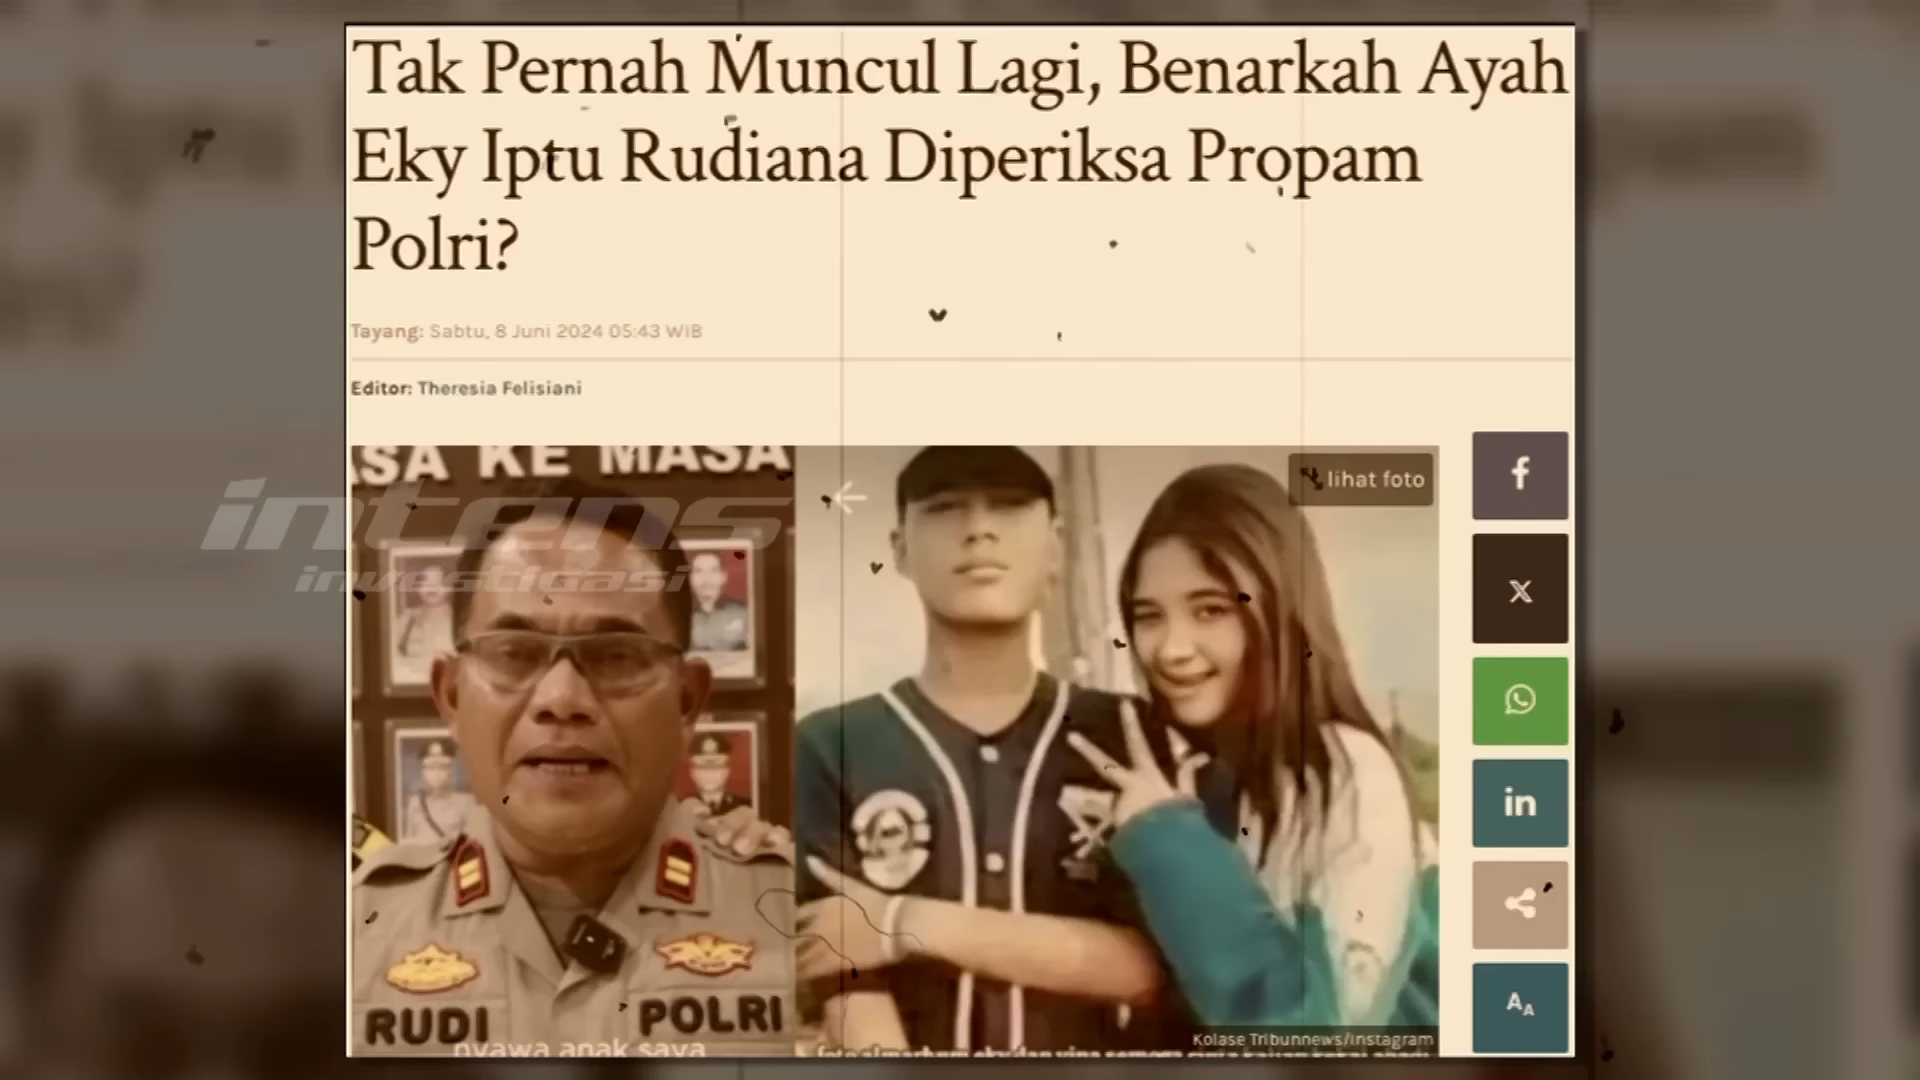 Tak Pernah Muncul Lagi, Benarkah Ayah
Eky Iptu Rudiana Diperiksa Propam
Polri?
Tayang: Sabtu, 8 Juni 2024 05:43 WIB
Editor: Theresia Felisiani
ASA KE MASA
lihat foto
intens
investigasi
RUDI
POLRI
nyawa anak saya
Kolase Tribunnews/instagram
f
X
in
AA